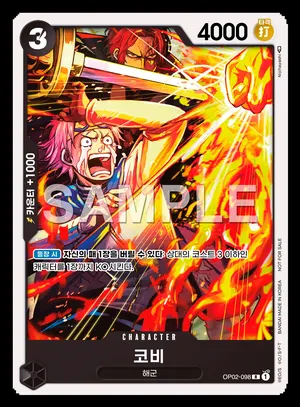 3
4000
타격
打
카운터 +1000
SAMPLE
등장 시 자신의 패 1장을 버릴 수 있다: 상대의 코스트 3 이하인
캐릭터를 1장까지 KO시킨다.
CHARACTER
코비
해군
NOT FOR SALE
BANDAI MADE IN KOREA
OP02-098 R 1